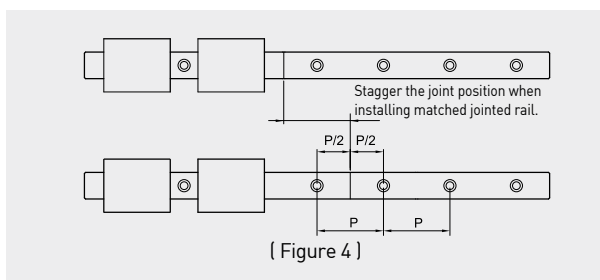 Stagger the joint position when
installing matched jointed rail.
P/2 P/2
P P
( Figure 4 )